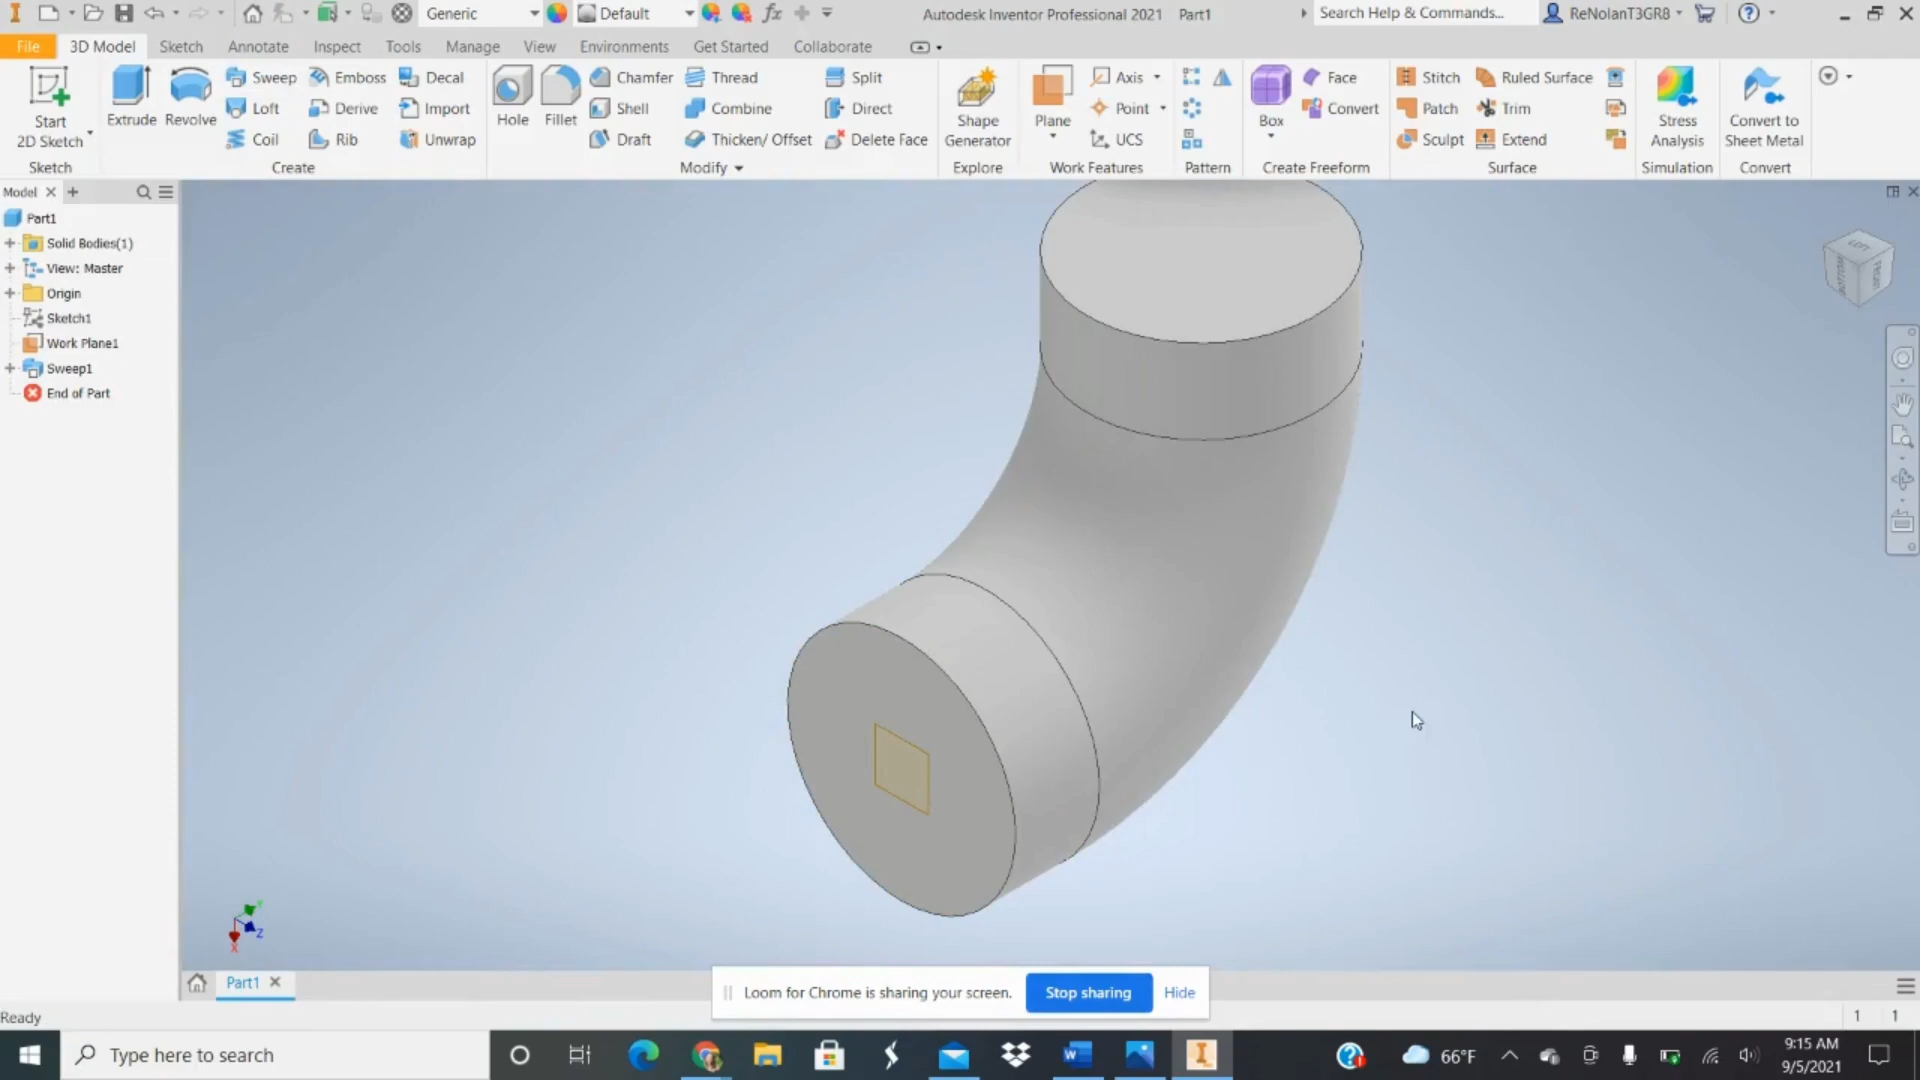 Generic
Default
Autodesk Inventor Professional 2021 Part1
Search Help & Commands...
ReNolanT3GR8
File 3D Model Sketch Annotate Inspect Tools Manage View Environments Get Started Collaborate
Start
2D Sketch
Extrude
Revolve
Sweep
Loft
Coil
Emboss
Derive
Rib
Decal
Import
Unwrap
Hole
Fillet
Chamfer
Shell
Draft
Thread
Combine
Thicken/ Offset
Split
Direct
Delete Face
Shape
Generator
Plane
Axis
Point
UCS
Box
Face
Convert
Stitch
Patch
Sculpt
Ruled Surface
Trim
Extend
Stress
Analysis
Convert to
Sheet Metal
Sketch Create Modify Explore Work Features Pattern Create Freeform Surface Simulation Convert
Model
Part1
Solid Bodies(1)
View: Master
Origin
Sketch1
Work Plane1
Sweep1
End of Part
LEFT
BOTTOM
FRONT
Y
Z
X
Part1
Loom for Chrome is sharing your screen. Stop sharing Hide
Ready
1 1
Type here to search
66°F
9:15 AM
9/5/2021